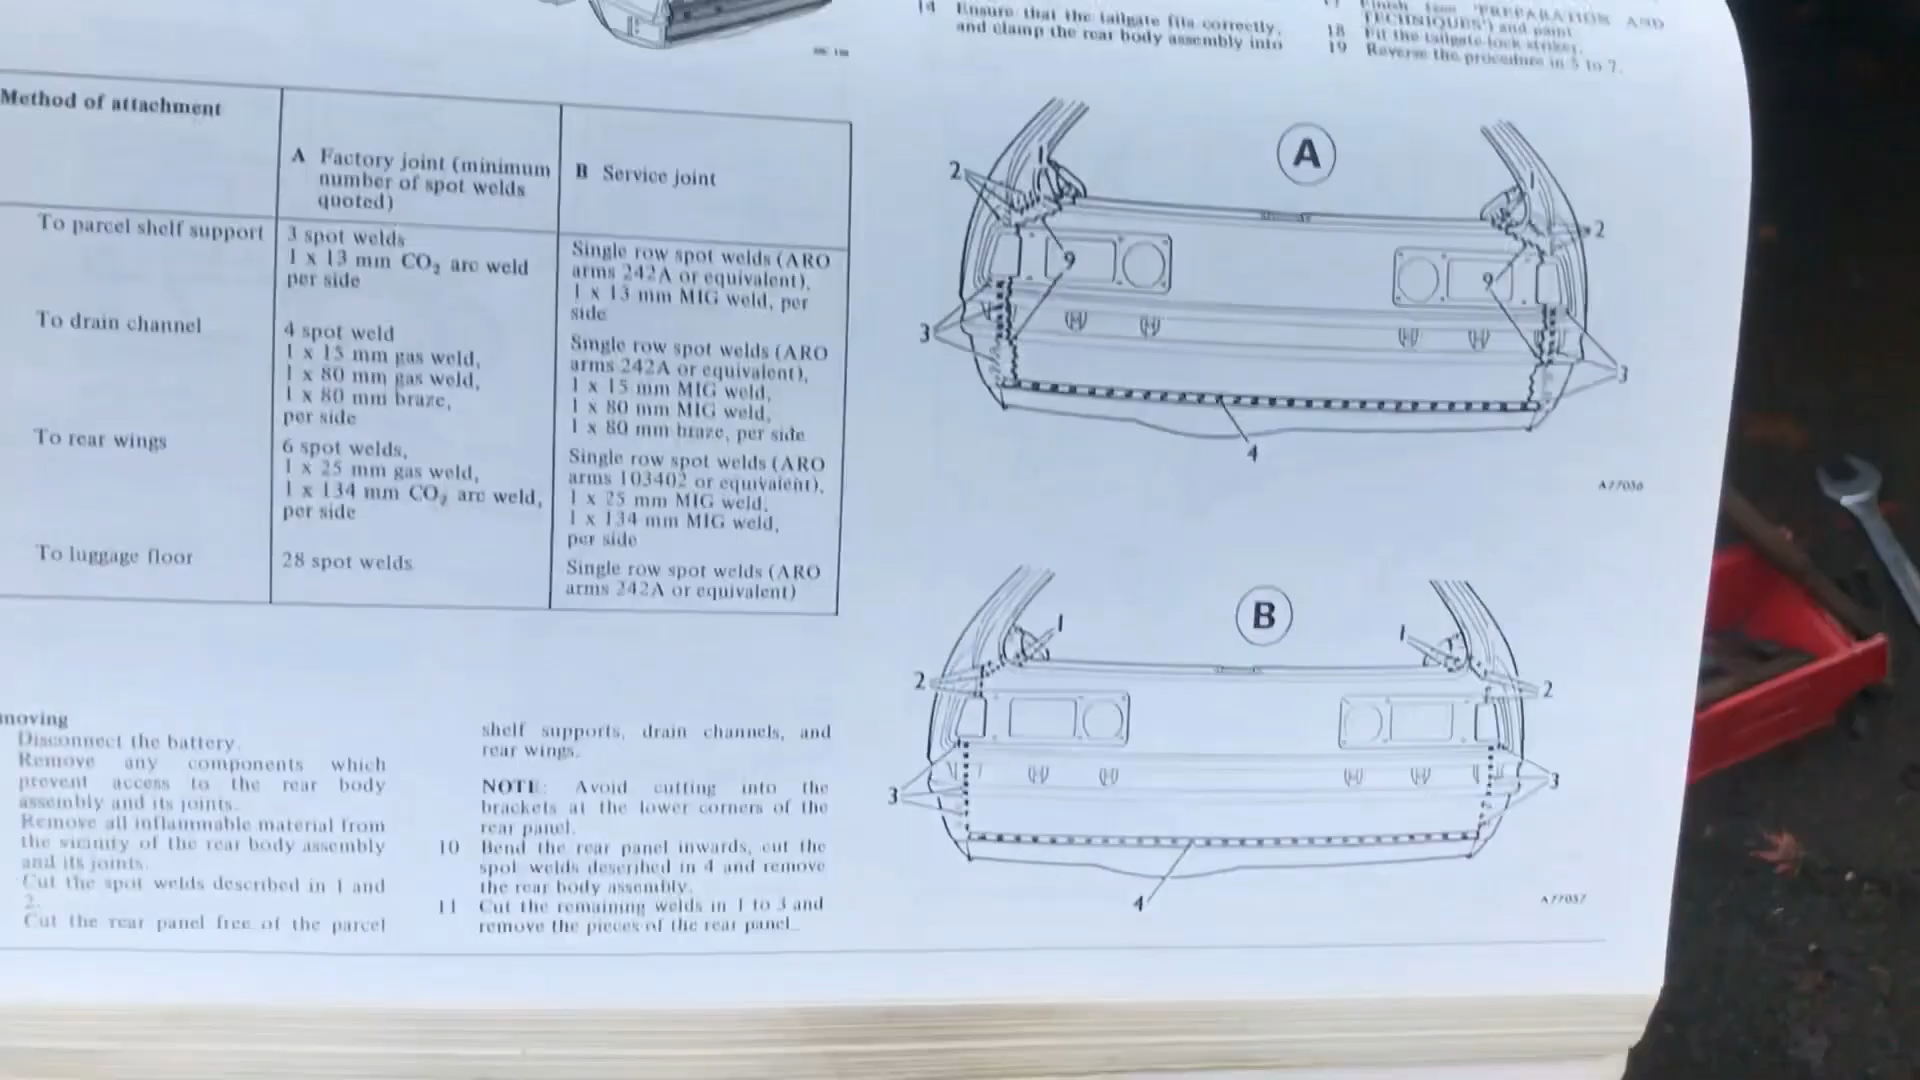 14 Ensure that the tailgate fits correctly,
and clamp the rear body assembly into
"PREPARATION AND
TECHNIQUES") and paint
18 Fit the tailgate lock striker.
19 Reverse the procedure in 5 to 7.
Method of attachment
A Factory joint (minimum
number of spot welds
quoted)
B Service joint
To parcel shelf support
3 spot welds
1 x 13 mm CO₂ arc weld
per side
Single row spot welds (ARO
arms 242A or equivalent),
1 x 13 mm MIG weld, per
side
To drain channel
4 spot weld
1 x 15 mm gas weld,
1 x 80 mm gas weld,
1 x 80 mm braze,
per side
Single row spot welds (ARO
arms 242A or equivalent),
1 x 15 mm MIG weld,
1 x 80 mm MIG weld,
1 x 80 mm braze, per side
To rear wings
6 spot welds,
1 x 25 mm gas weld,
1 x 134 mm CO₂ arc weld,
per side
Single row spot welds (ARO
arms 103402 or equivalent),
1 x 25 mm MIG weld,
1 x 134 mm MIG weld,
per side
To luggage floor
28 spot welds
Single row spot welds (ARO
arms 242A or equivalent)
moving
Disconnect the battery.
Remove any components which
prevent access to the rear body
assembly and its joints.
Remove all inflammable material from
the vicinity of the rear body assembly
and its joints.
Cut the spot welds described in 1 and
2.
Cut the rear panel free of the parcel
shelf supports, drain channels, and
rear wings.
NOTE: Avoid cutting into the
brackets at the lower corners of the
rear panel.
10 Bend the rear panel inwards, cut the
spot welds described in 4 and remove
the rear body assembly.
11 Cut the remaining welds in 1 to 3 and
remove the pieces of the rear panel.
A
1
2
9
3
4
1
2
9
3
A77056
B
1
2
3
4
1
2
3
A77057